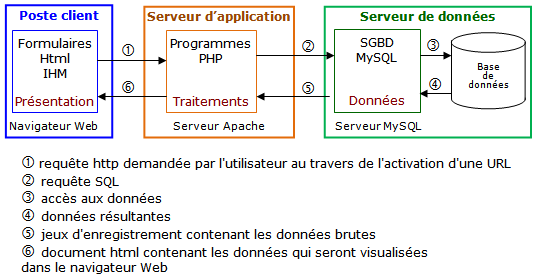 Poste client
Serveur d'application
Serveur de données
Formulaires
Html
IHM
Présentation
Navigateur Web
①
⑥
Programmes
PHP
Traitements
Serveur Apache
②
⑤
SGBD
MySQL
Données
Serveur MySQL
③
④
Base
de
données
① requête http demandée par l'utilisateur au travers de l'activation d'une URL
② requête SQL
③ accès aux données
④ données résultantes
⑤ jeux d'enregistrement contenant les données brutes
⑥ document html contenant les données qui seront visualisées
dans le navigateur Web